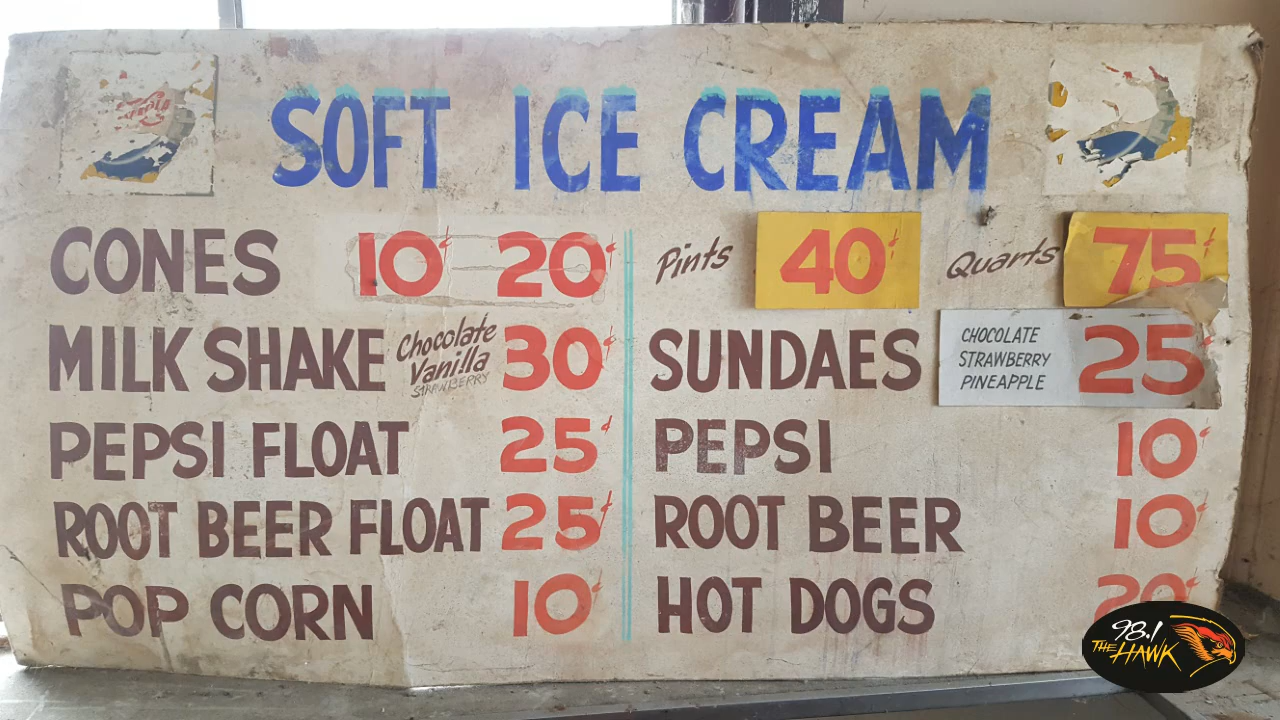 SOFT ICE CREAM
CONES 10¢ 20¢
Pints 40¢ Quarts 75¢
MILK SHAKE Chocolate Vanilla STRAWBERRY 30¢
SUNDAES CHOCOLATE STRAWBERRY PINEAPPLE 25¢
PEPSI FLOAT 25¢
PEPSI 10¢
ROOT BEER FLOAT 25¢
ROOT BEER 10¢
POP CORN 10¢
HOT DOGS 20¢
98.1
THE HAWK